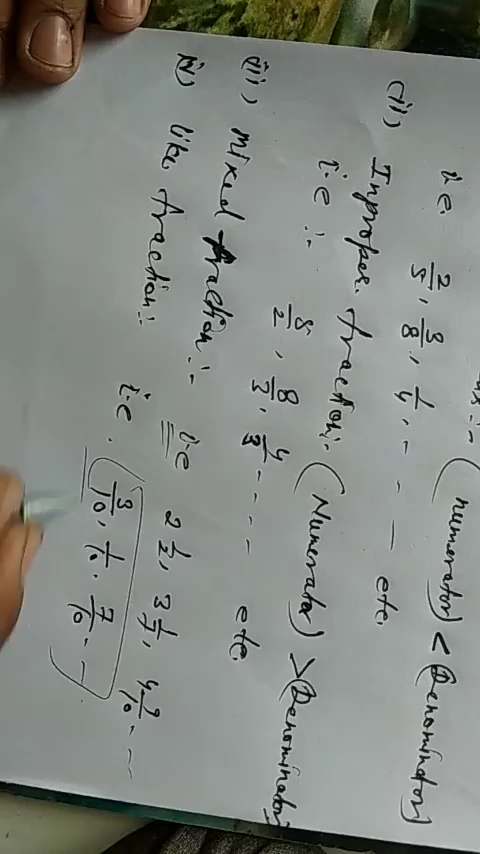 (numerator) < (Denominator)
i.e. 2/5, 3/8, 1/4, - - — etc.
(ii), Inproper fraction:- (Numerator) > (Denominator)
i.e :- 8/2, 8/3, 4/3 - - - - etc.
(iii), mixed fraction:- i.e 2 1/2, 3 1/3, 4 7/10 - - -
iv) like fraction:- i.e. (3/10, 1/10, 7/10 - -)